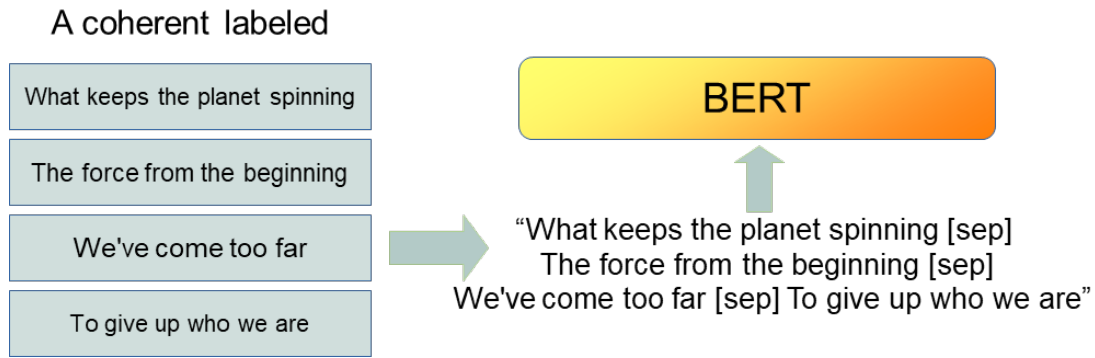 A coherent labeled
What keeps the planet spinning
The force from the beginning
We've come too far
To give up who we are
BERT
“What keeps the planet spinning [sep]
The force from the beginning [sep]
We've come too far [sep] To give up who we are”